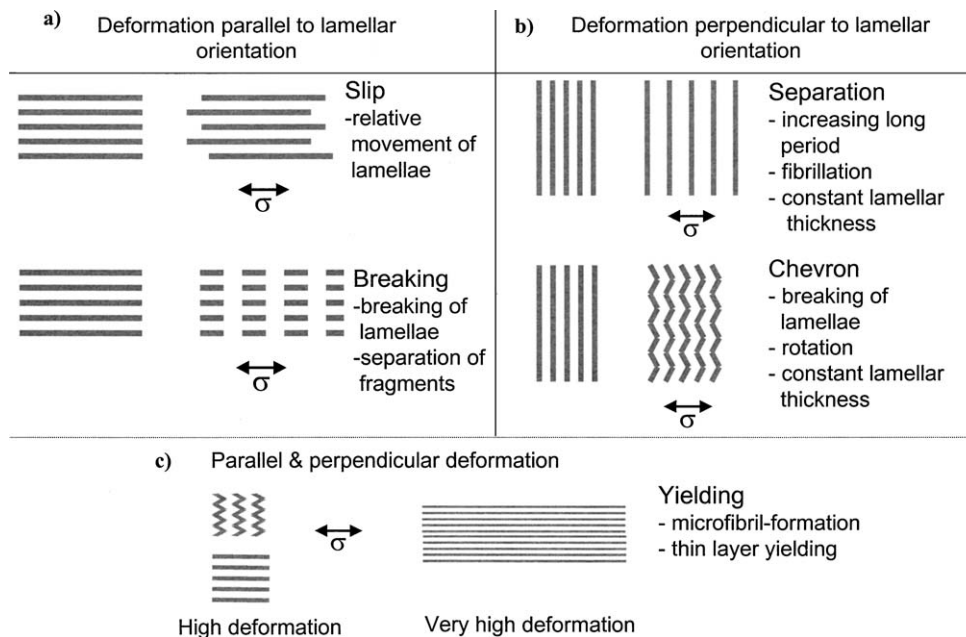 a) Deformation parallel to lamellar
orientation
Slip
-relative
movement of
lamellae
σ
Breaking
-breaking of
lamellae
-separation of
fragments
σ
b) Deformation perpendicular to lamellar
orientation
Separation
- increasing long
period
- fibrillation
- constant lamellar
thickness
σ
Chevron
- breaking of
lamellae
- rotation
- constant lamellar
thickness
σ
c) Parallel & perpendicular deformation
σ
Yielding
- microfibril-formation
- thin layer yielding
High deformation
Very high deformation